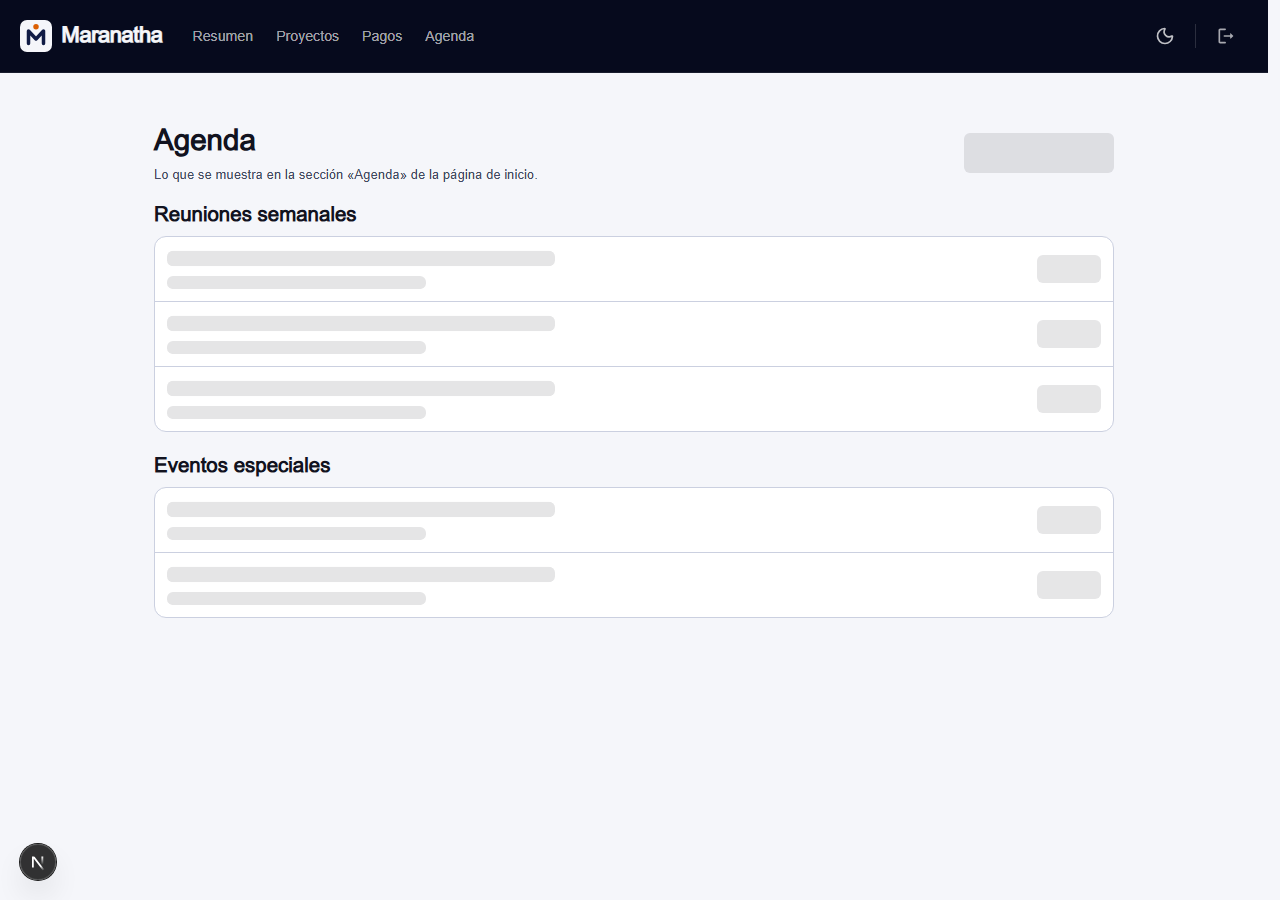 Maranatha
Resumen
Proyectos
Pagos
Agenda
Agenda
Lo que se muestra en la sección «Agenda» de la página de inicio.
Reuniones semanales
Eventos especiales